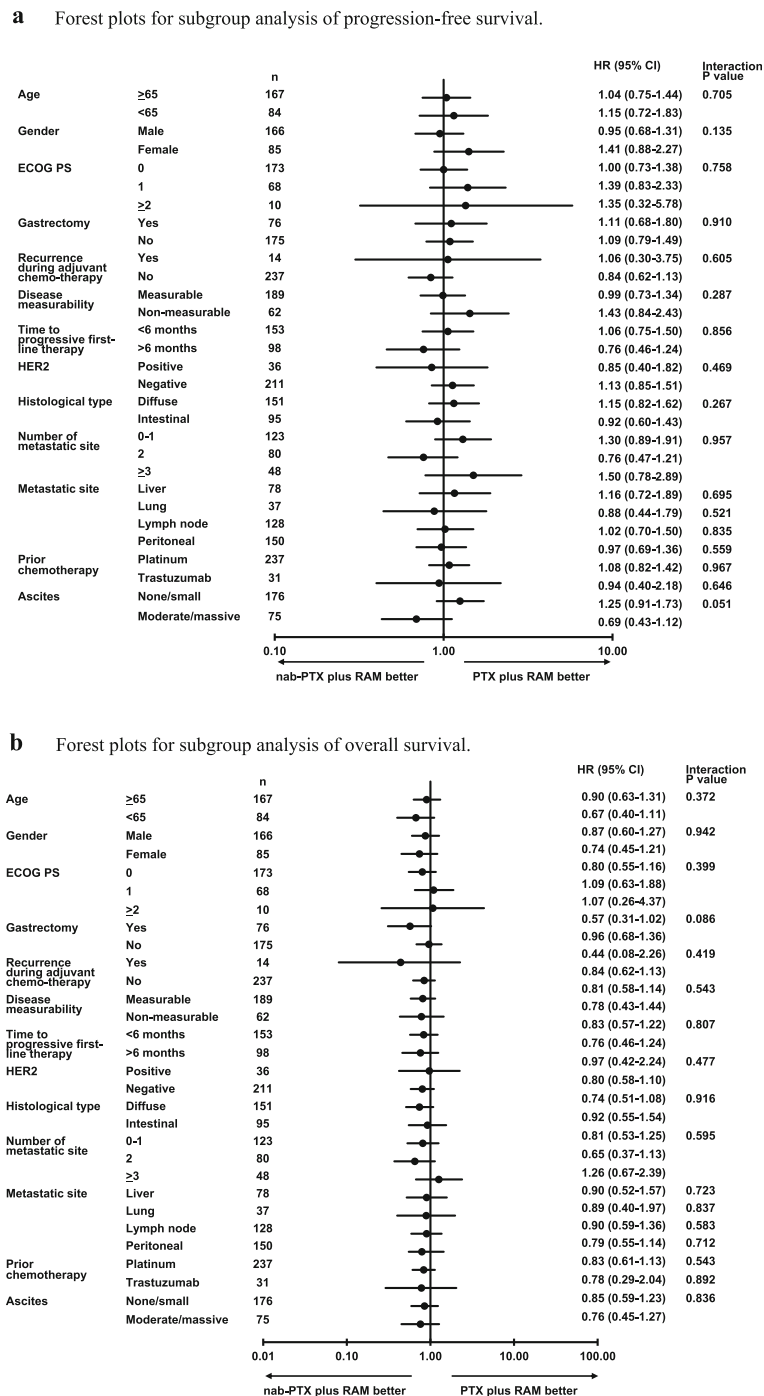 a Forest plots for subgroup analysis of progression-free survival.
n HR (95% CI) Interaction
P value
Age ≥65 167 1.04 (0.75-1.44) 0.705
<65 84 1.15 (0.72-1.83)
Gender Male 166 0.95 (0.68-1.31) 0.135
Female 85 1.41 (0.88-2.27)
ECOG PS 0 173 1.00 (0.73-1.38) 0.758
1 68 1.39 (0.83-2.33)
≥2 10 1.35 (0.32-5.78)
Gastrectomy Yes 76 1.11 (0.68-1.80) 0.910
No 175 1.09 (0.79-1.49)
Recurrence Yes 14 1.06 (0.30-3.75) 0.605
during adjuvant
chemo-therapy No 237 0.84 (0.62-1.13)
Disease Measurable 189 0.99 (0.73-1.34) 0.287
measurability Non-measurable 62 1.43 (0.84-2.43)
Time to <6 months 153 1.06 (0.75-1.50) 0.856
progressive first-
line therapy >6 months 98 0.76 (0.46-1.24)
HER2 Positive 36 0.85 (0.40-1.82) 0.469
Negative 211 1.13 (0.85-1.51)
Histological type Diffuse 151 1.15 (0.82-1.62) 0.267
Intestinal 95 0.92 (0.60-1.43)
Number of 0-1 123 1.30 (0.89-1.91) 0.957
metastatic site 2 80 0.76 (0.47-1.21)
≥3 48 1.50 (0.78-2.89)
Metastatic site Liver 78 1.16 (0.72-1.89) 0.695
Lung 37 0.88 (0.44-1.79) 0.521
Lymph node 128 1.02 (0.70-1.50) 0.835
Peritoneal 150 0.97 (0.69-1.36) 0.559
Prior Platinum 237 1.08 (0.82-1.42) 0.967
chemotherapy Trastuzumab 31 0.94 (0.40-2.18) 0.646
Ascites None/small 176 1.25 (0.91-1.73) 0.051
Moderate/massive 75 0.69 (0.43-1.12)
0.10 1.00 10.00
nab-PTX plus RAM better PTX plus RAM better
b Forest plots for subgroup analysis of overall survival.
n HR (95% CI) Interaction
P value
Age ≥65 167 0.90 (0.63-1.31) 0.372
<65 84 0.67 (0.40-1.11)
Gender Male 166 0.87 (0.60-1.27) 0.942
Female 85 0.74 (0.45-1.21)
ECOG PS 0 173 0.80 (0.55-1.16) 0.399
1 68 1.09 (0.63-1.88)
≥2 10 1.07 (0.26-4.37)
Gastrectomy Yes 76 0.57 (0.31-1.02) 0.086
No 175 0.96 (0.68-1.36)
Recurrence Yes 14 0.44 (0.08-2.26) 0.419
during adjuvant
chemo-therapy No 237 0.84 (0.62-1.13)
Disease Measurable 189 0.81 (0.58-1.14) 0.543
measurability Non-measurable 62 0.78 (0.43-1.44)
Time to <6 months 153 0.83 (0.57-1.22) 0.807
progressive first-
line therapy >6 months 98 0.76 (0.46-1.24)
HER2 Positive 36 0.97 (0.42-2.24) 0.477
Negative 211 0.80 (0.58-1.10)
Histological type Diffuse 151 0.74 (0.51-1.08) 0.916
Intestinal 95 0.92 (0.55-1.54)
Number of 0-1 123 0.81 (0.53-1.25) 0.595
metastatic site 2 80 0.65 (0.37-1.13)
≥3 48 1.26 (0.67-2.39)
Metastatic site Liver 78 0.90 (0.52-1.57) 0.723
Lung 37 0.89 (0.40-1.97) 0.837
Lymph node 128 0.90 (0.59-1.36) 0.583
Peritoneal 150 0.79 (0.55-1.14) 0.712
Prior Platinum 237 0.83 (0.61-1.13) 0.543
chemotherapy Trastuzumab 31 0.78 (0.29-2.04) 0.892
Ascites None/small 176 0.85 (0.59-1.23) 0.836
Moderate/massive 75 0.76 (0.45-1.27)
0.01 0.10 1.00 10.00 100.00
nab-PTX plus RAM better PTX plus RAM better